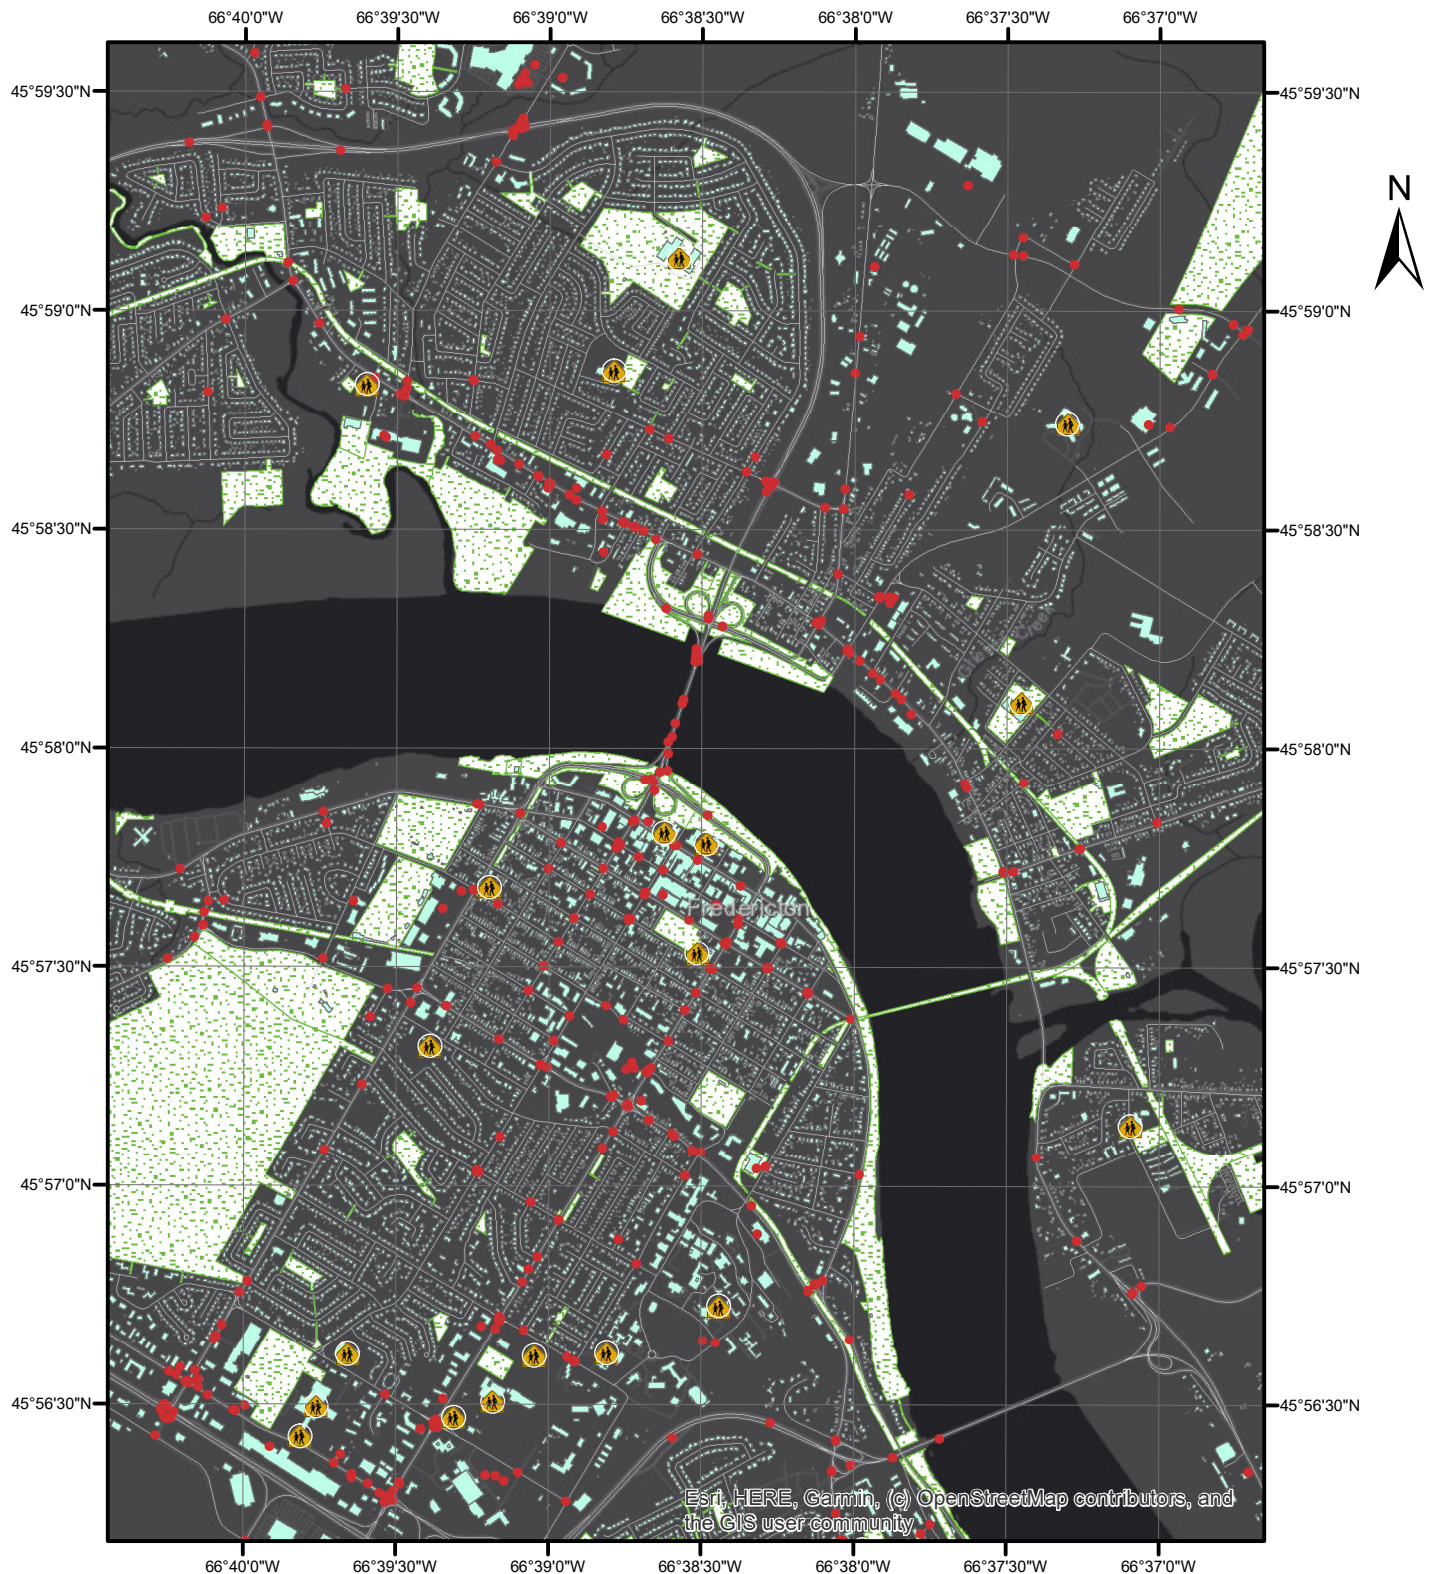 66°40'0"W 66°39'30"W 66°39'0"W 66°38'30"W 66°38'0"W 66°37'30"W 66°37'0"W
45°59'30"N 45°59'30"N
N
45°59'0"N 45°59'0"N
45°58'30"N 45°58'30"N
45°58'0"N 45°58'0"N
Fredericton
45°57'30"N 45°57'30"N
45°57'0"N 45°57'0"N
45°56'30"N 45°56'30"N
Esri, HERE, Garmin, (c) OpenStreetMap contributors, and
the GIS user community
66°40'0"W 66°39'30"W 66°39'0"W 66°38'30"W 66°38'0"W 66°37'30"W 66°37'0"W